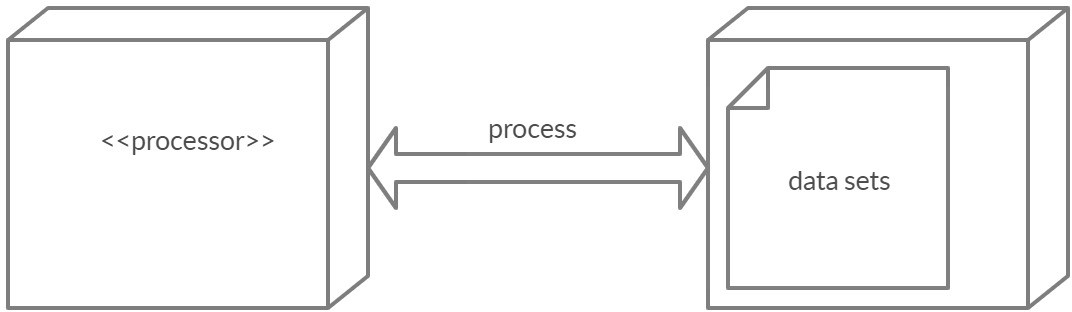 <<processor>>
process
data sets